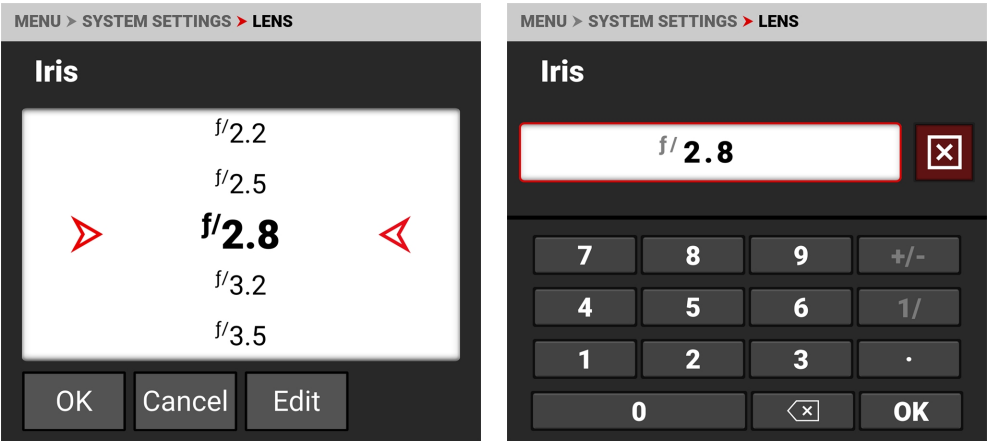 MENU > SYSTEM SETTINGS > LENS
Iris
ƒ/2.2
ƒ/2.5
ƒ/2.8
ƒ/3.2
ƒ/3.5
OK Cancel Edit
MENU > SYSTEM SETTINGS > LENS
Iris
ƒ/ 2.8
7 8 9 +/-
4 5 6 1/
1 2 3 .
0 OK